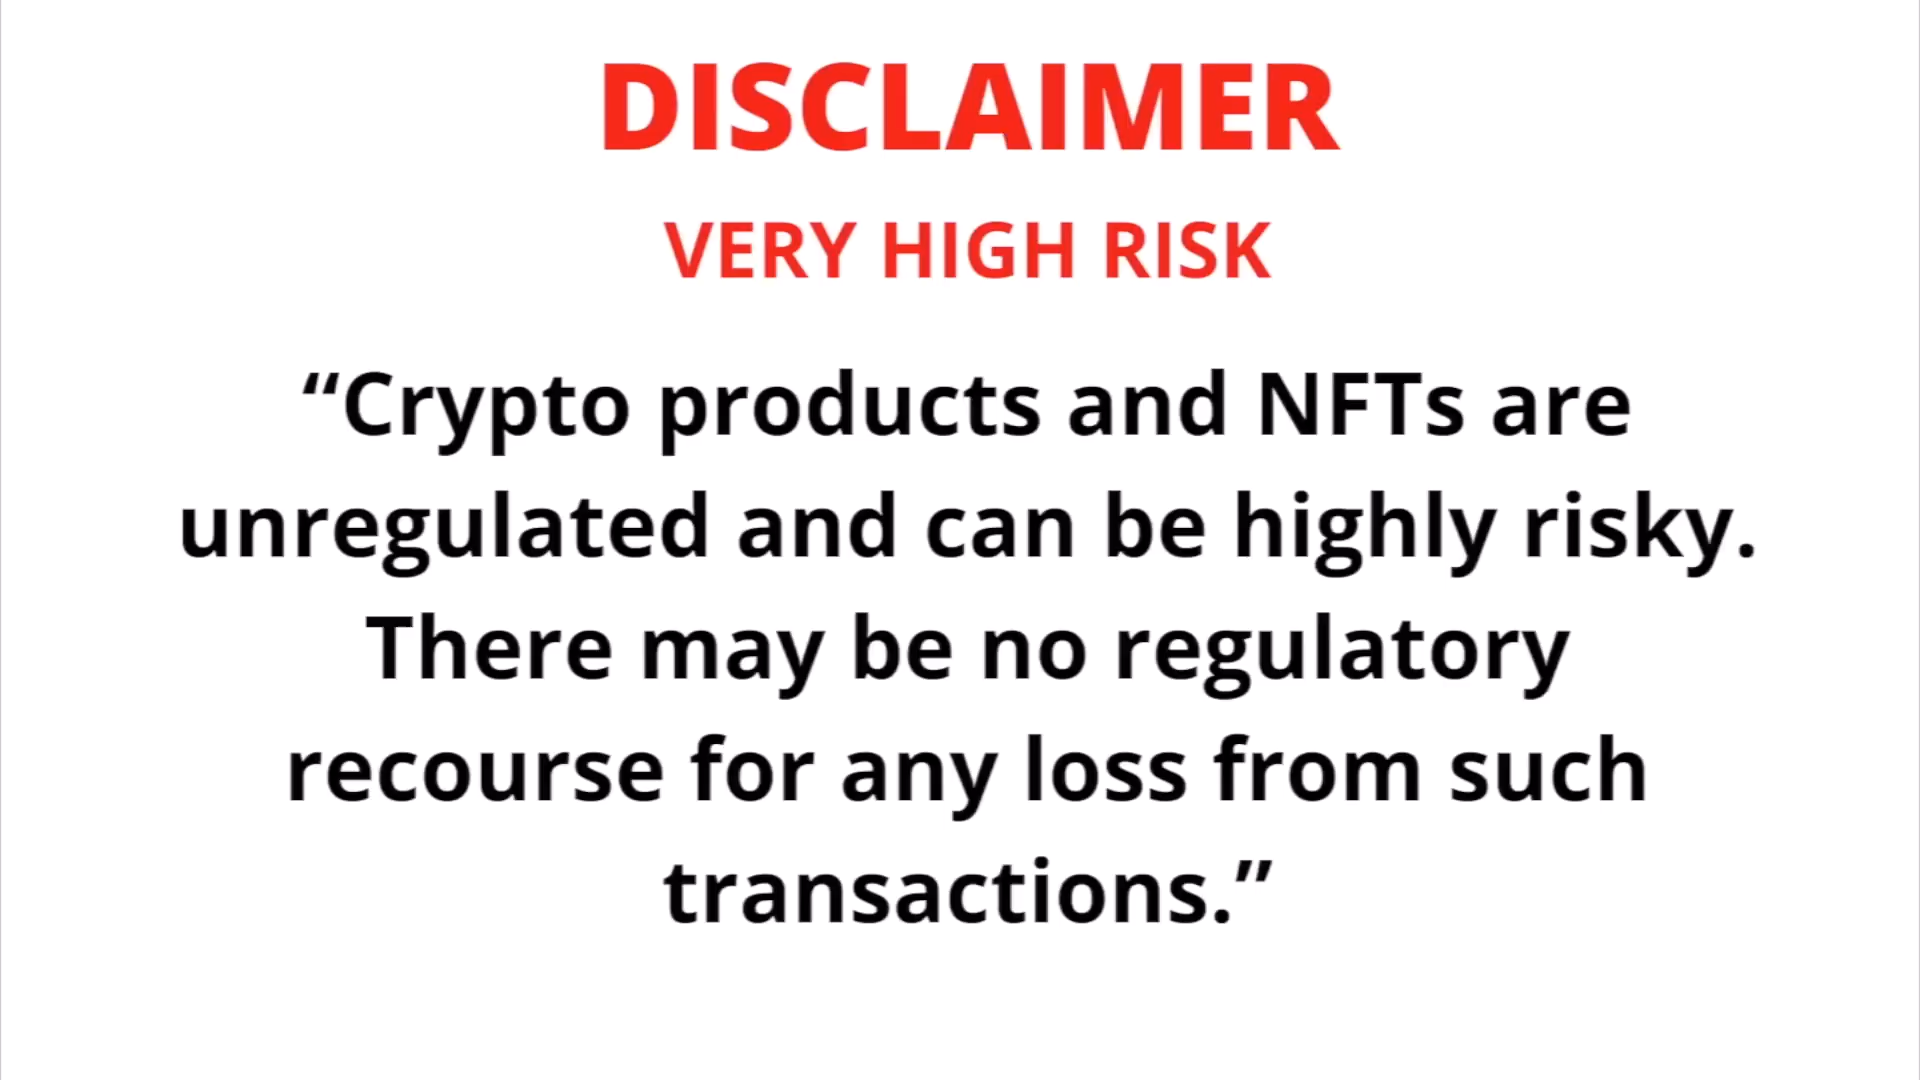 DISCLAIMER
VERY HIGH RISK
“Crypto products and NFTs are
unregulated and can be highly risky.
There may be no regulatory
recourse for any loss from such
transactions.”